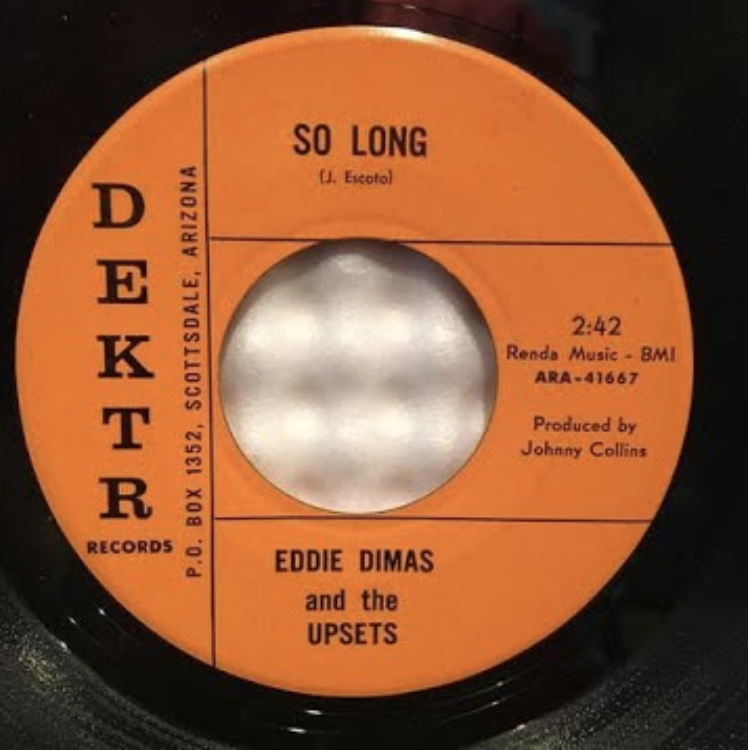 SO LONG
(J. Escoto)
DEKTR
RECORDS
P.O. BOX 1352, SCOTTSDALE, ARIZONA
2:42
Renda Music - BMI
ARA-41667
Produced by
Johnny Collins
EDDIE DIMAS
and the
UPSETS